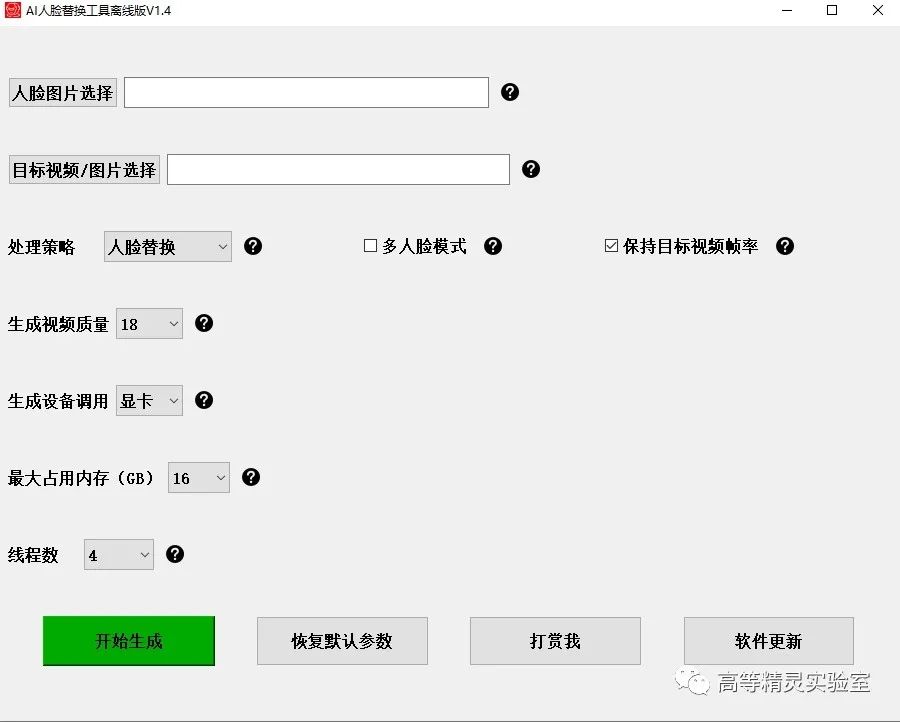 AI人脸替换工具离线版V1.4
人脸图片选择
目标视频/图片选择
处理策略 人脸替换 多人脸模式 保持目标视频帧率
生成视频质量 18
生成设备调用 显卡
最大占用内存（GB） 16
线程数 4
开始生成 恢复默认参数 打赏我 软件更新
高等精灵实验室